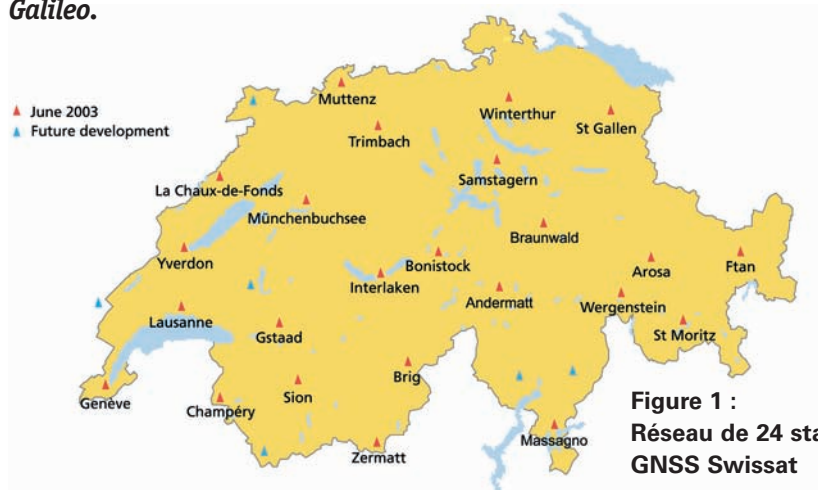 Galileo.
June 2003
Future development
Muttenz
Winterthur
St Gallen
Trimbach
Samstagern
La Chaux-de-Fonds
Münchenbuchsee
Braunwald
Yverdon
Bonistock
Arosa
Ftan
Interlaken
Andermatt
Wergenstein
Lausanne
Gstaad
St Moritz
Brig
Sion
Genève
Champéry
Massagno
Zermatt
Figure 1 :
Réseau de 24 sta
GNSS Swissat